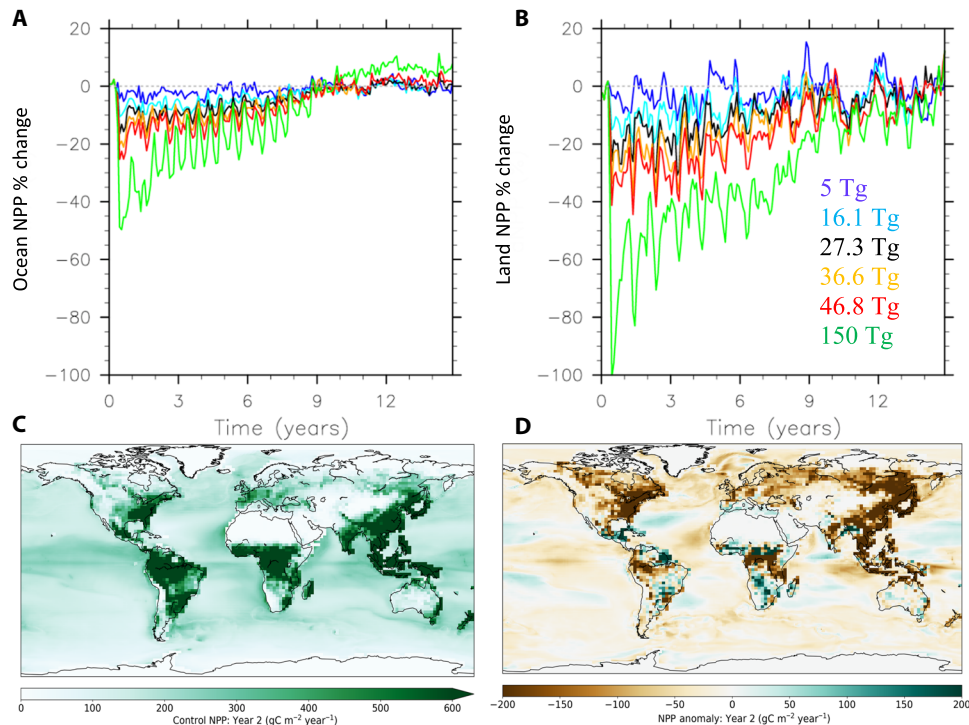 A
B
20
0
−20
−40
−60
−80
−100
Ocean NPP % change
0
3
6
9
12
Time (years)
20
0
−20
−40
−60
−80
−100
Land NPP % change
0
3
6
9
12
Time (years)
5 Tg
16.1 Tg
27.3 Tg
36.6 Tg
46.8 Tg
150 Tg
C
D
0 100 200 300 400 500 600
Control NPP: Year 2 (gC m⁻² year⁻¹)
−200 −150 −100 −50 0 50 100 150 200
NPP anomaly: Year 2 (gC m⁻² year⁻¹)